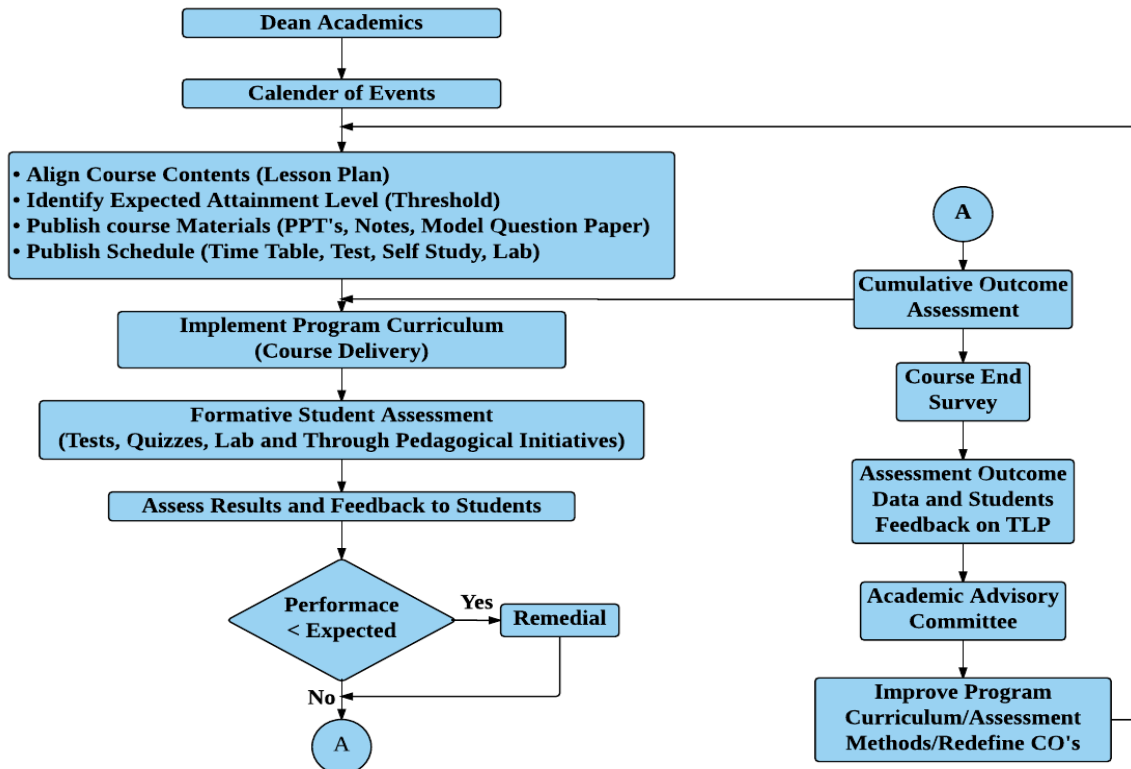 Dean Academics
Calender of Events
• Align Course Contents (Lesson Plan)
• Identify Expected Attainment Level (Threshold)
• Publish course Materials (PPT's, Notes, Model Question Paper)
• Publish Schedule (Time Table, Test, Self Study, Lab)
Implement Program Curriculum
(Course Delivery)
Formative Student Assessment
(Tests, Quizzes, Lab and Through Pedagogical Initiatives)
Assess Results and Feedback to Students
Performace
< Expected
Yes
Remedial
No
A
A
Cumulative Outcome
Assessment
Course End
Survey
Assessment Outcome
Data and Students
Feedback on TLP
Academic Advisory
Committee
Improve Program
Curriculum/Assessment
Methods/Redefine CO's